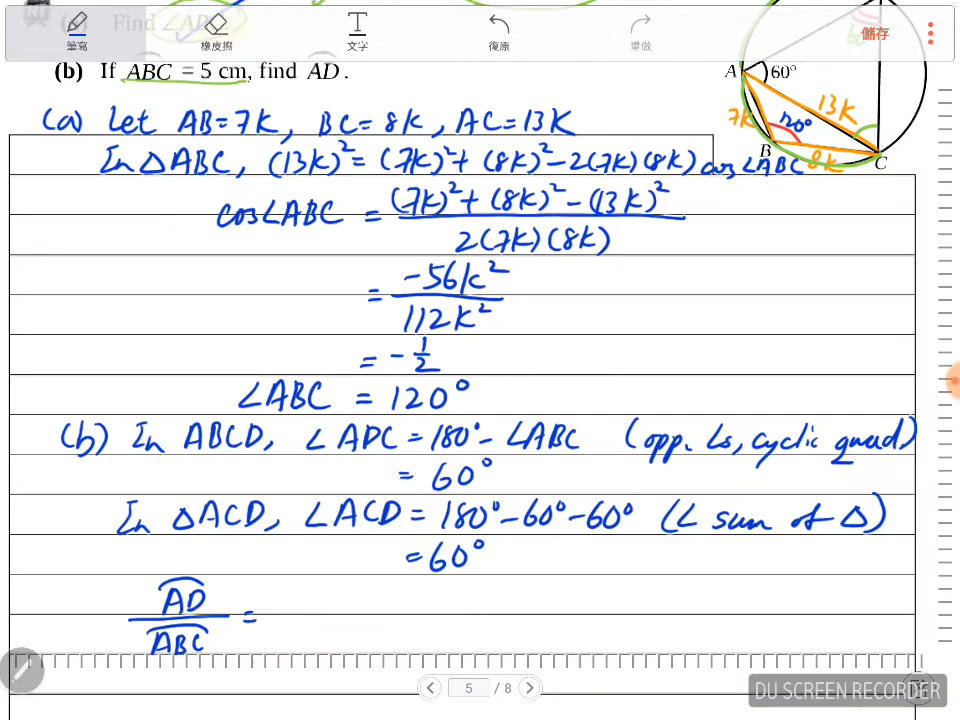 Find ∠AB
筆寫 橡皮擦 文字 復原 重做 儲存
(b) If ABC = 5 cm, find AD.
A 60° 13K 7K 120° B 8K C
(a) Let AB=7K, BC=8K, AC=13K
In △ABC, (13K)²=(7K)²+(8K)²-2(7K)(8K)cos∠ABC
cos∠ABC = (7K)²+(8K)²-(13K)²
2(7K)(8K)
= -56K²
112K²
= -1/2
∠ABC = 120°
(b) In ABCD, ∠ADC=180°-∠ABC (opp. ∠s, cyclic quad)
= 60°
In △ACD, ∠ACD = 180°-60°-60° (∠ sum of △)
=60°
AD
ABC =
5 / 8
DU SCREEN RECORDER